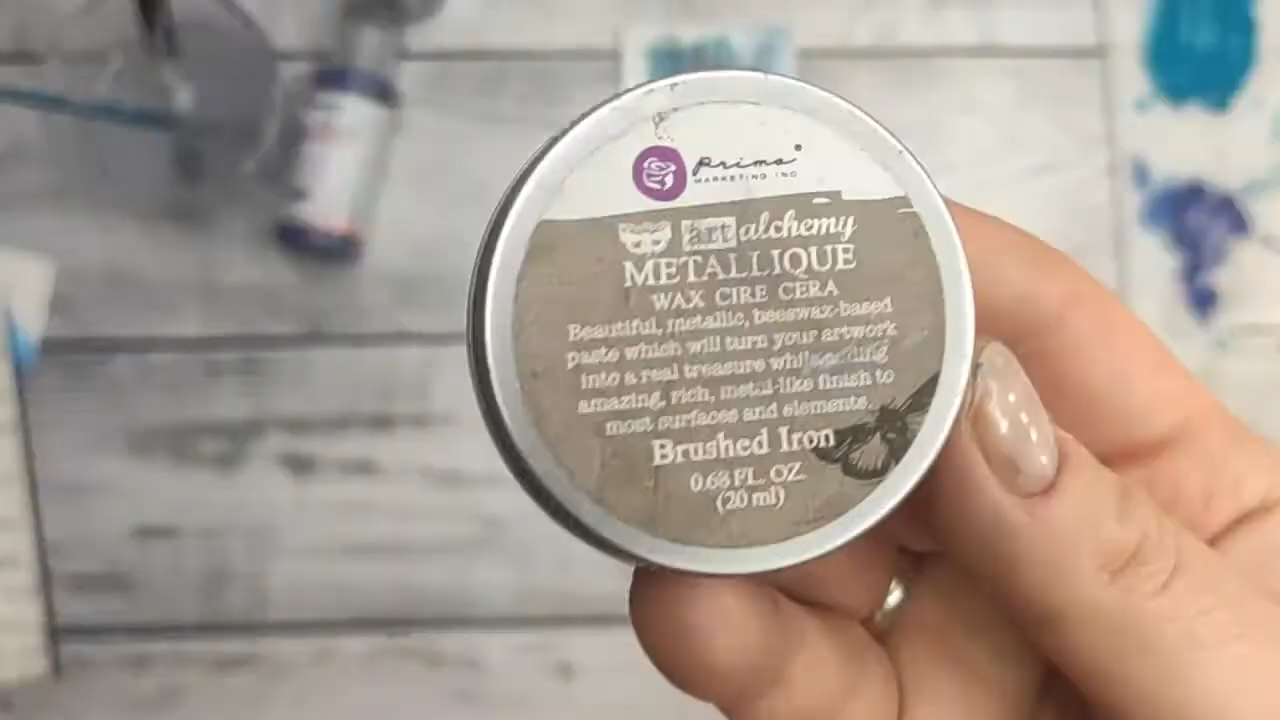 Prima®
MARKETING INC
art alchemy
METALLIQUE
WAX CIRE CERA
Beautiful, metallic, beeswax-based
paste which will turn your artwork
into a real treasure whilst adding
amazing, rich, metal-like finish to
most surfaces and elements.
Brushed Iron
0.68 FL. OZ.
(20 ml)